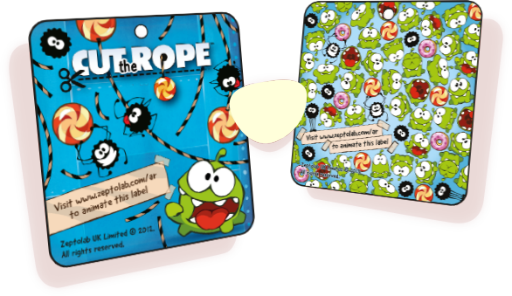 CUT the ROPE
Visit www.zeptolab.com/ar
to animate this label
Zeptolab UK Limited © 2012.
All rights reserved.
Visit www.zeptolab.com/ar
to animate this label